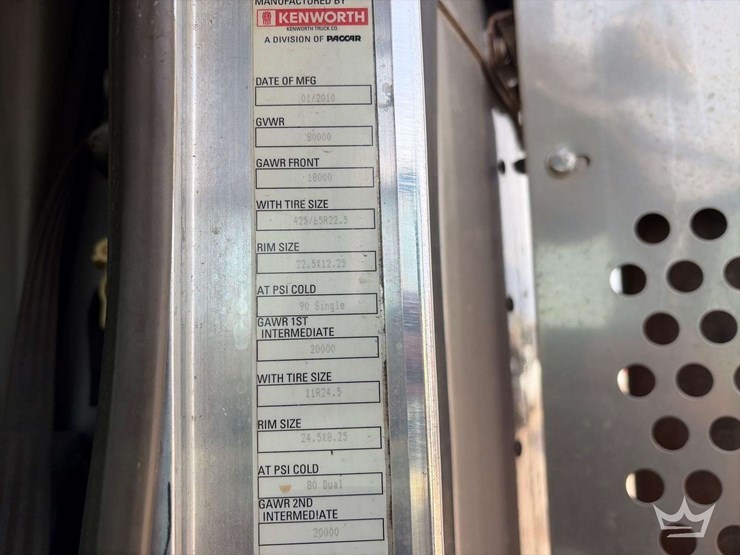 MANUFACTURED BY
KENWORTH
KENWORTH TRUCK CO.
A DIVISION OF PACCAR
DATE OF MFG
01/2010
GVWR
GAWR FRONT
18000
WITH TIRE SIZE
425/65R22.5
RIM SIZE
22.5X12.25
AT PSI COLD
90 Single
GAWR 1ST
INTERMEDIATE
20000
WITH TIRE SIZE
11R24.5
RIM SIZE
24.5X8.25
AT PSI COLD
80 Dual
GAWR 2ND
INTERMEDIATE
20000